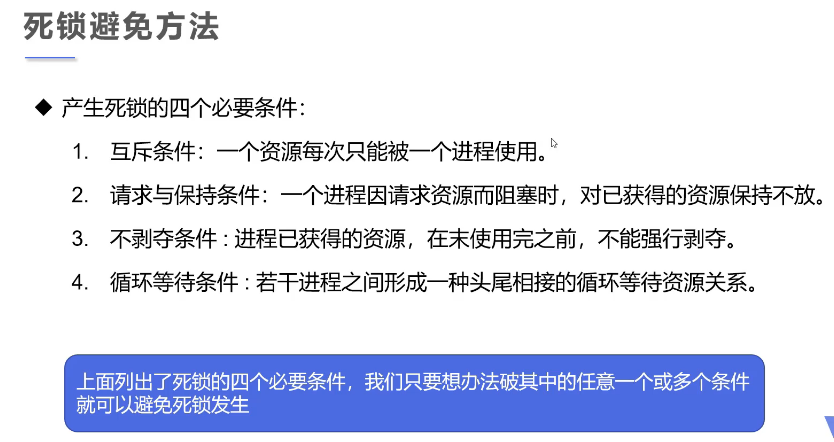 死锁避免方法
◆ 产生死锁的四个必要条件：
1. 互斥条件：一个资源每次只能被一个进程使用。
2. 请求与保持条件：一个进程因请求资源而阻塞时，对已获得的资源保持不放。
3. 不剥夺条件 : 进程已获得的资源，在末使用完之前，不能强行剥夺。
4. 循环等待条件 : 若干进程之间形成一种头尾相接的循环等待资源关系。
上面列出了死锁的四个必要条件，我们只要想办法破其中的任意一个或多个条件
就可以避免死锁发生